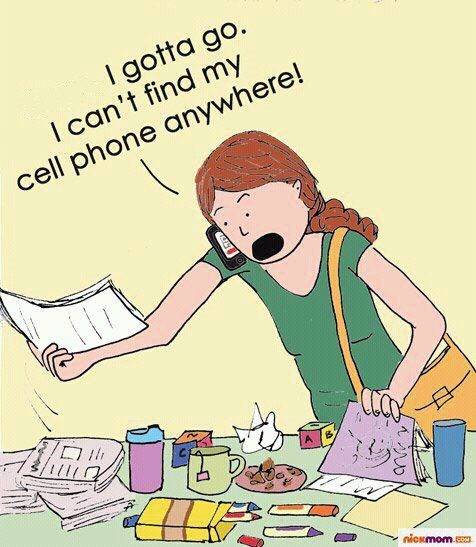 I gotta go.
I can't find my
cell phone anywhere!
A B
C
nickmom.com